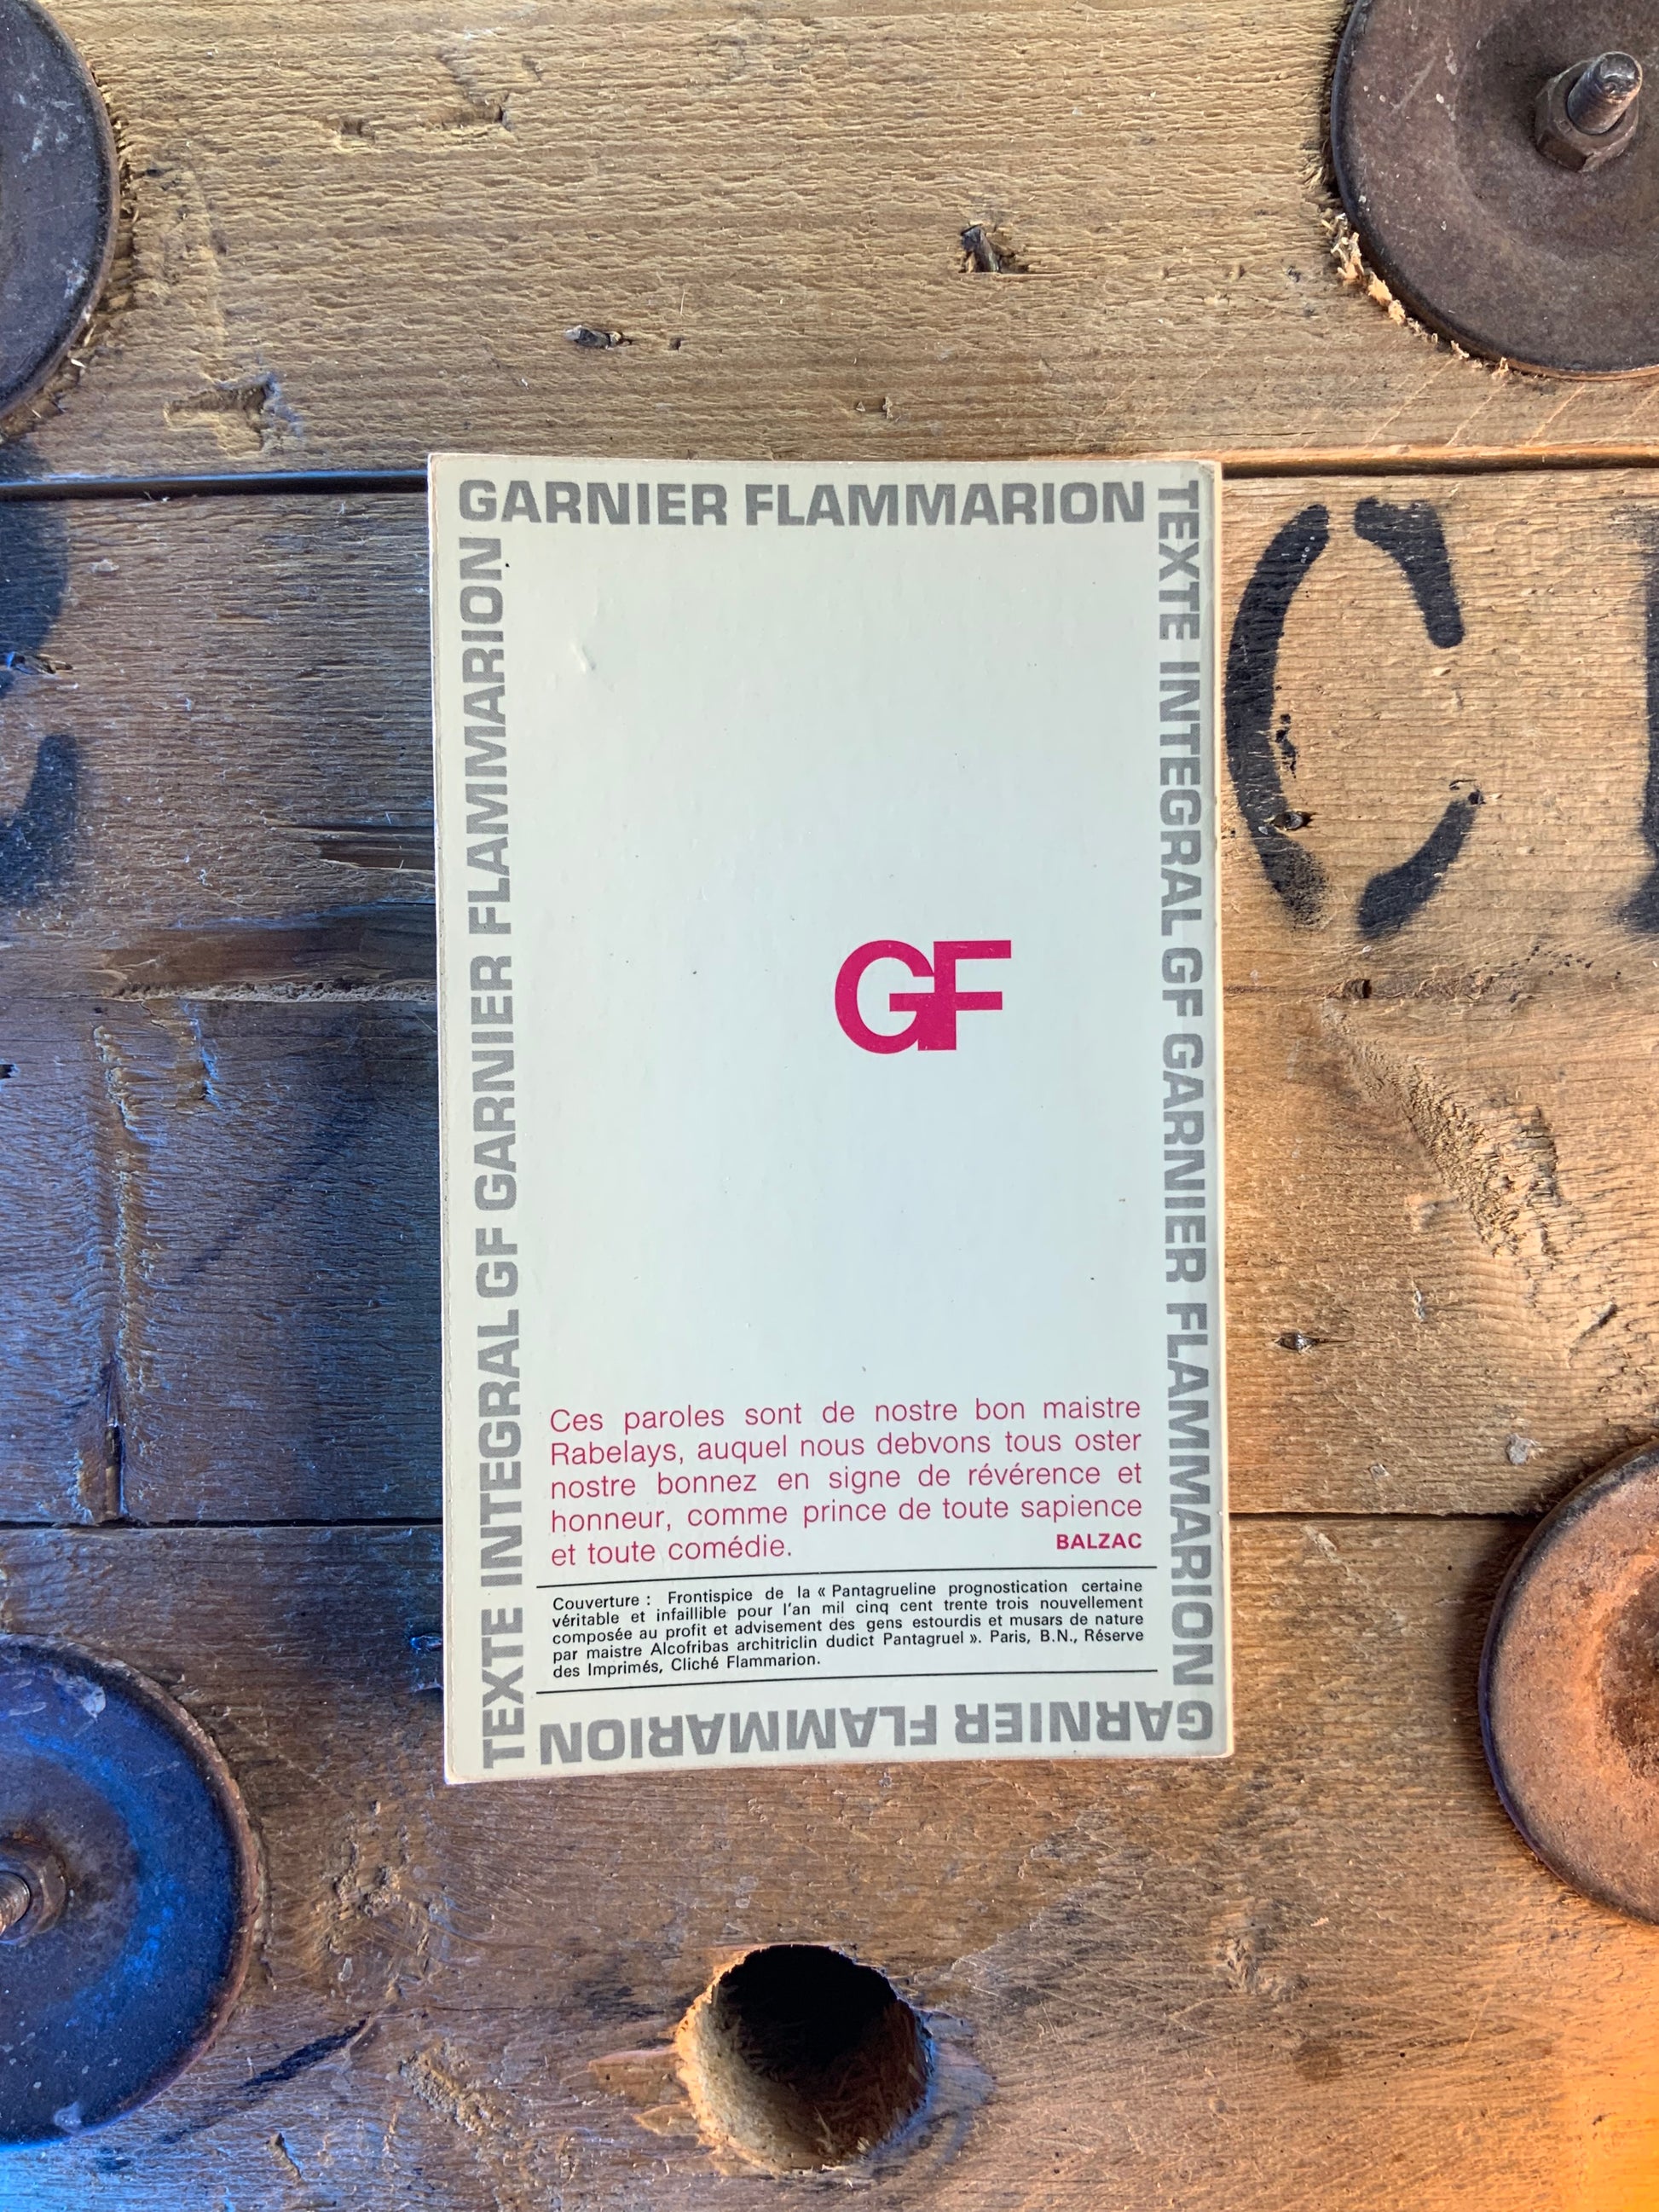 GARNIER FLAMMARION
TEXTE INTEGRAL GF GARNIER FLAMMARION
GARNIER FLAMMARION
TEXTE INTEGRAL GF GARNIER FLAMMARION
GF
Ces paroles sont de nostre bon maistre
Rabelays, auquel nous debvons tous oster
nostre bonnez en signe de révérence et
honneur, comme prince de toute sapience
et toute comédie. BALZAC
Couverture : Frontispice de la « Pantagrueline prognostication certaine
véritable et infaillible pour l'an mil cinq cent trente trois nouvellement
composée au profit et advisement des gens estourdis et musars de nature
par maistre Alcofribas architriclin dudict Pantagruel ». Paris, B.N., Réserve
des Imprimés, Cliché Flammarion.
C